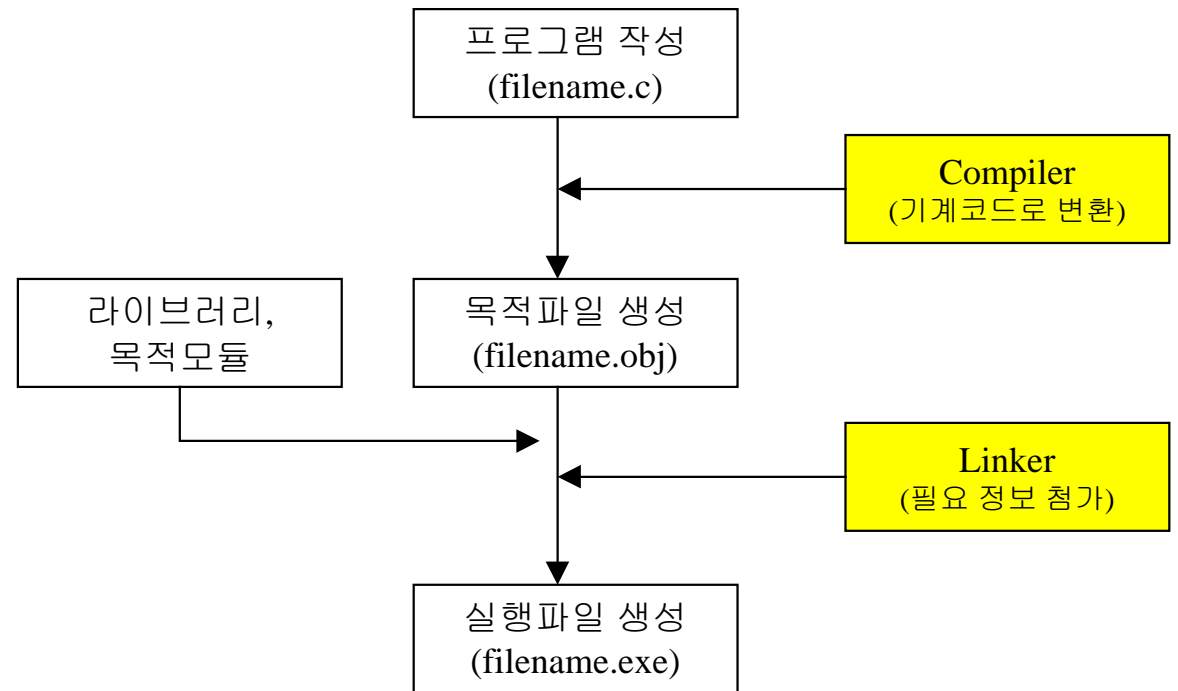 프로그램 작성
(filename.c)
Compiler
(기계코드로 변환)
라이브러리,
목적모듈
목적파일 생성
(filename.obj)
Linker
(필요 정보 첨가)
실행파일 생성
(filename.exe)